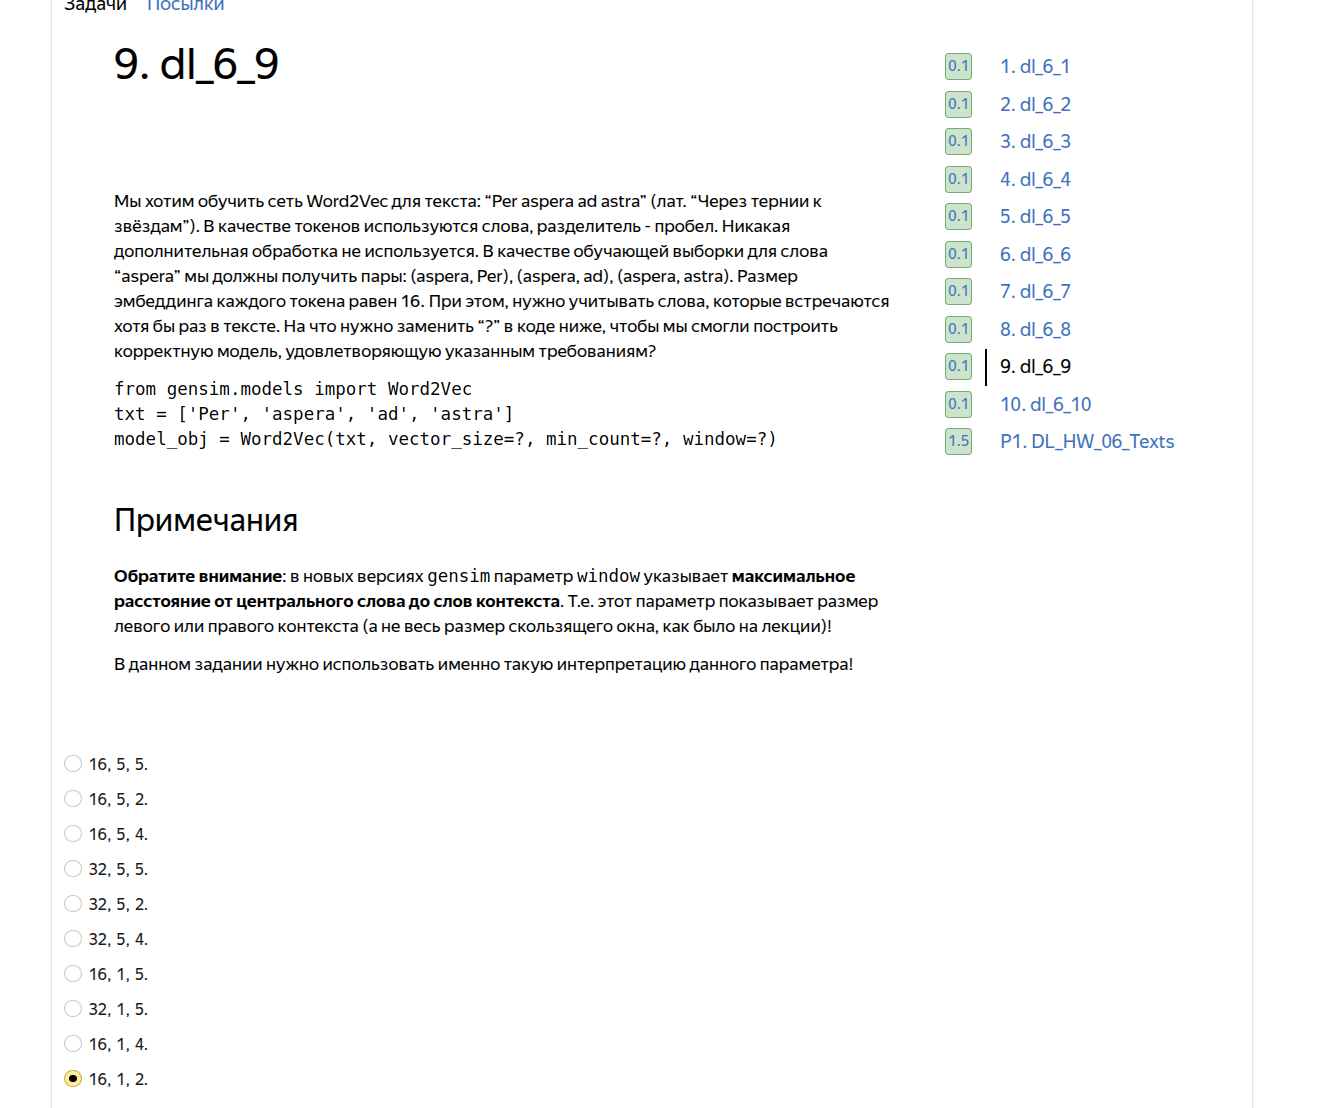 Задачи Посылки
9. dl_6_9
Мы хотим обучить сеть Word2Vec для текста: “Per aspera ad astra” (лат. “Через тернии к
звёздам”). В качестве токенов используются слова, разделитель - пробел. Никакая
дополнительная обработка не используется. В качестве обучающей выборки для слова
“aspera” мы должны получить пары: (aspera, Per), (aspera, ad), (aspera, astra). Размер
эмбеддинга каждого токена равен 16. При этом, нужно учитывать слова, которые встречаются
хотя бы раз в тексте. На что нужно заменить “?” в коде ниже, чтобы мы смогли построить
корректную модель, удовлетворяющую указанным требованиям?
from gensim.models import Word2Vec
txt = ['Per', 'aspera', 'ad', 'astra']
model_obj = Word2Vec(txt, vector_size=?, min_count=?, window=?)
Примечания
Обратите внимание: в новых версиях gensim параметр window указывает максимальное
расстояние от центрального слова до слов контекста. Т.е. этот параметр показывает размер
левого или правого контекста (а не весь размер скользящего окна, как было на лекции)!
В данном задании нужно использовать именно такую интерпретацию данного параметра!
16, 5, 5.
16, 5, 2.
16, 5, 4.
32, 5, 5.
32, 5, 2.
32, 5, 4.
16, 1, 5.
32, 1, 5.
16, 1, 4.
16, 1, 2.
0.1 1. dl_6_1
0.1 2. dl_6_2
0.1 3. dl_6_3
0.1 4. dl_6_4
0.1 5. dl_6_5
0.1 6. dl_6_6
0.1 7. dl_6_7
0.1 8. dl_6_8
0.1 9. dl_6_9
0.1 10. dl_6_10
1.5 P1. DL_HW_06_Texts